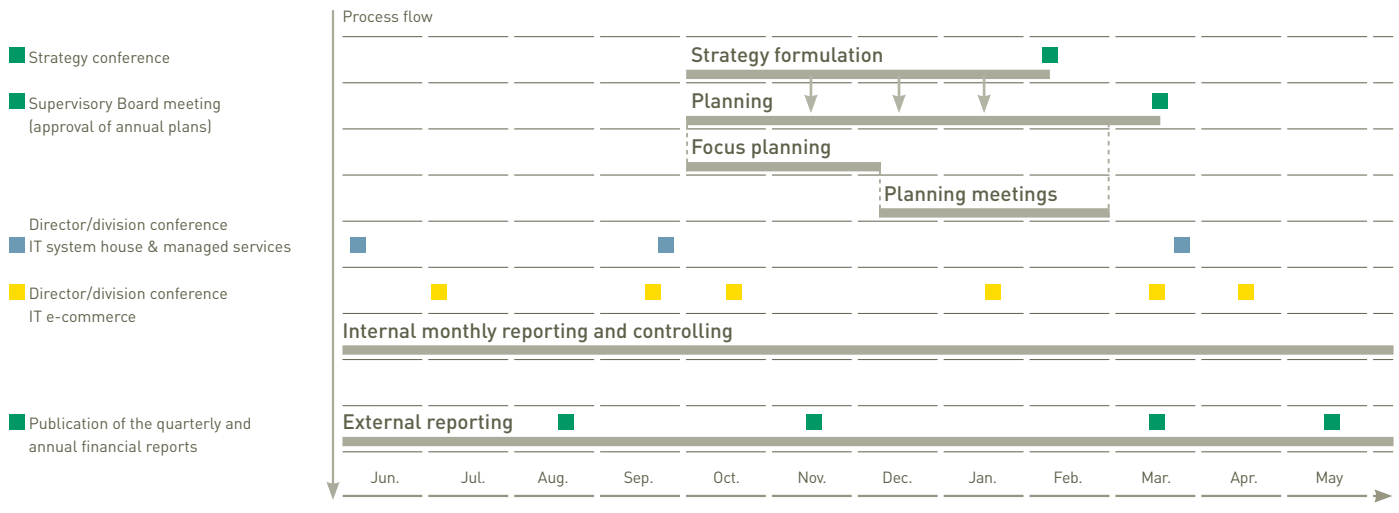 Process flow
Strategy conference
Strategy formulation
Supervisory Board meeting
(approval of annual plans)
Planning
Focus planning
Planning meetings
Director/division conference
IT system house & managed services
Director/division conference
IT e-commerce
Internal monthly reporting and controlling
Publication of the quarterly and
annual financial reports
External reporting
Jun. Jul. Aug. Sep. Oct. Nov. Dec. Jan. Feb. Mar. Apr. May